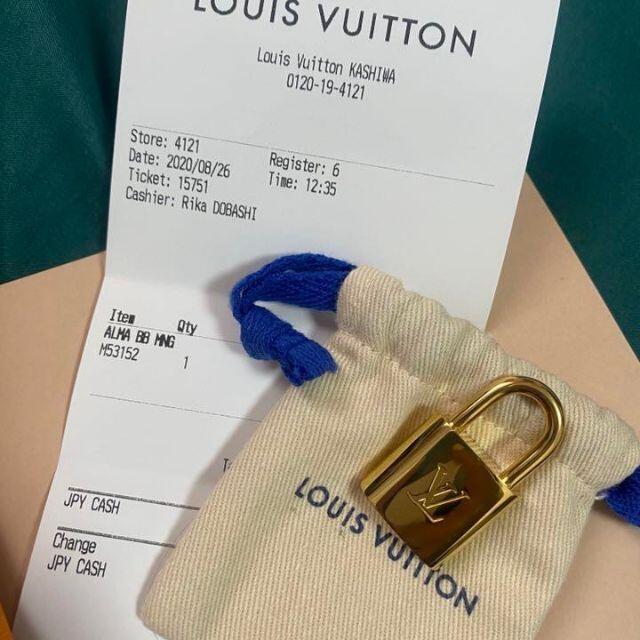 LOUIS VUITTON
Louis Vuitton KASHIWA
0120-19-4121
Store: 4121
Register: 6
Date: 2020/08/26
Time: 12:35
Ticket: 15751
Cashier: Rika DOBASHI
Item Qty
ALMA BB MNG
M53152 1
JPY CASH
Change
JPY CASH
LOUIS VUITTON
LV